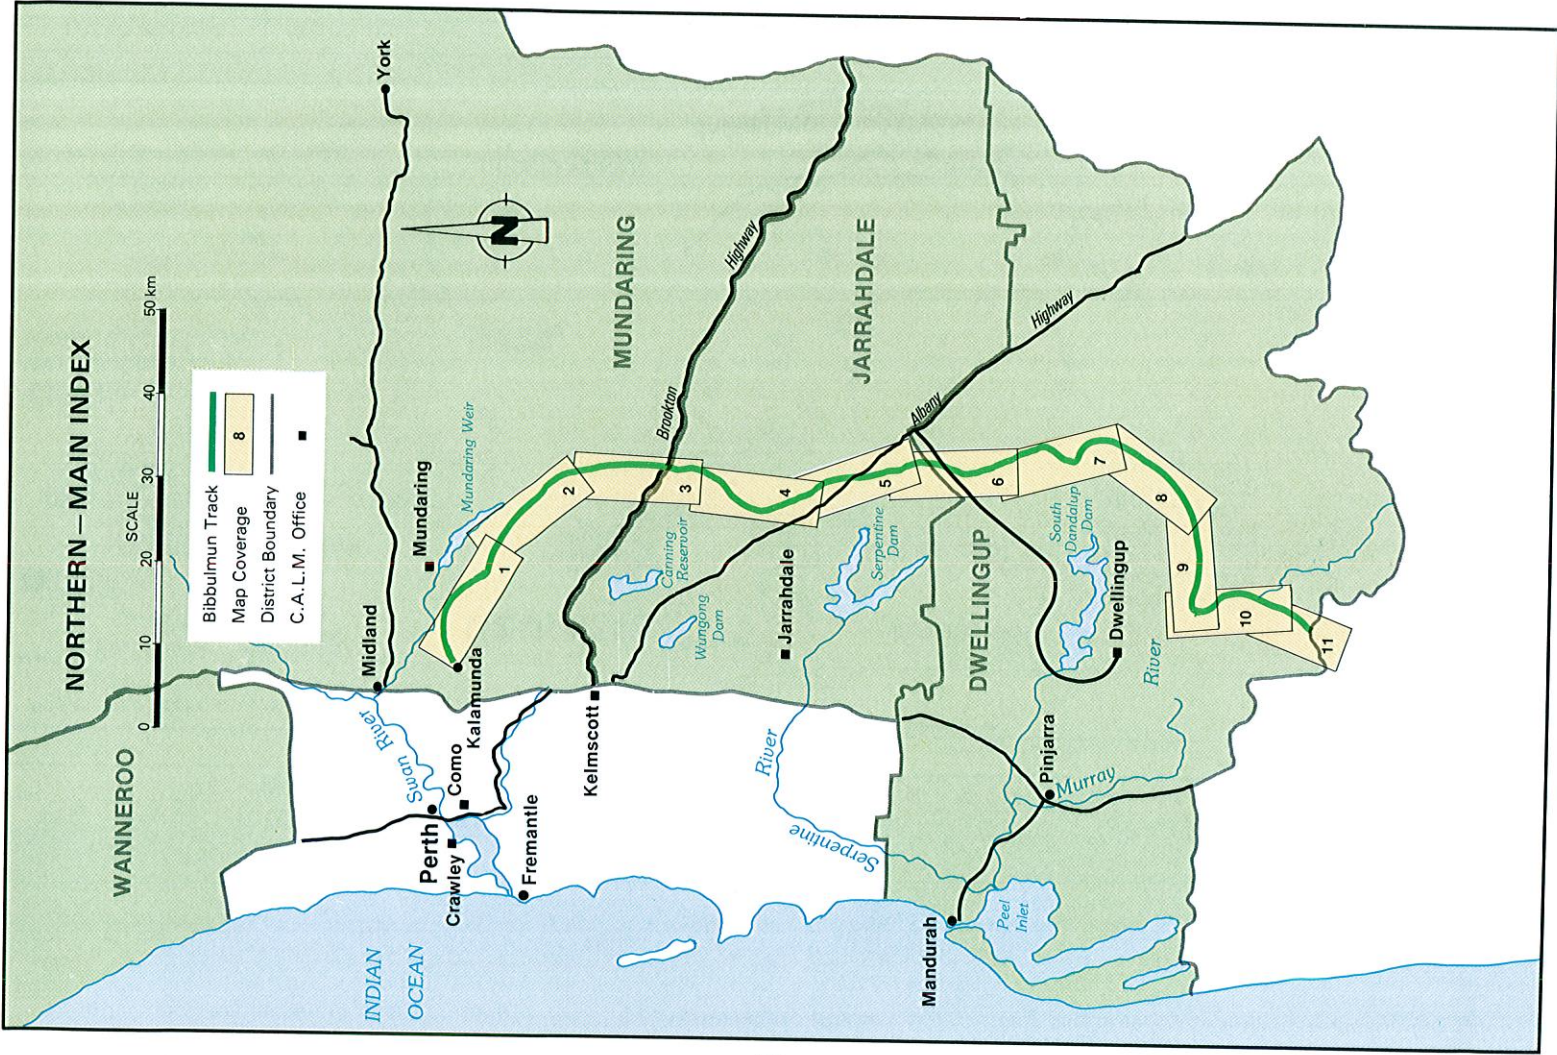 NORTHERN—MAIN INDEX
SCALE
0 10 20 30 40 50 km
Bibbulmun Track
8
Map Coverage
District Boundary
C.A.L.M. Office
N
WANNEROO
MUNDARING
JARRAHDALE
DWELLINGUP
York
Midland
Mundaring
Mundaring Weir
Kalamunda
Swan River
Perth
Como
Crawley
Fremantle
Kelmscott
INDIAN
OCEAN
Brookton
Highway
Canning
Reservoir
Wungong
Dam
Jarrahdale
Serpentine
Dam
Albany
Highway
Serpentine
River
South
Dandalup
Dam
Dwellingup
Pinjarra
Murray
River
Mandurah
Peel
Inlet
1
2
3
4
5
6
7
8
9
10
11